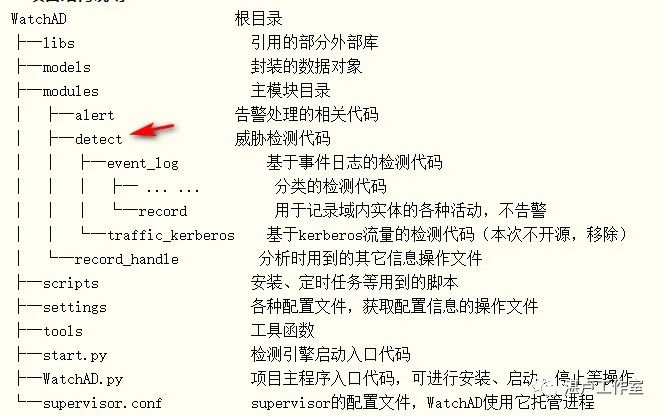 WatchAD 根目录
├─libs 引用的部分外部库
├─models 封装的数据对象
├─modules 主模块目录
│ ├─alert 告警处理的相关代码
│ ├─detect 威胁检测代码
│ │ ├─event_log 基于事件日志的检测代码
│ │ │ ├─ ... ... 分类的检测代码
│ │ │ └─record 用于记录域内实体的各种活动，不告警
│ │ └─traffic_kerberos 基于kerberos流量的检测代码（本次不开源，移除）
│ └─record_handle 分析时用到的其它信息操作文件
├─scripts 安装、定时任务等用到的脚本
├─settings 各种配置文件，获取配置信息的操作文件
├─tools 工具函数
├─start.py 检测引擎启动入口代码
├─WatchAD.py 项目主程序入口代码，可进行安装、启动、停止等操作
└─supervisor.conf supervisor的配置文件，WatchAD使用它托管进程
湛卢工作室